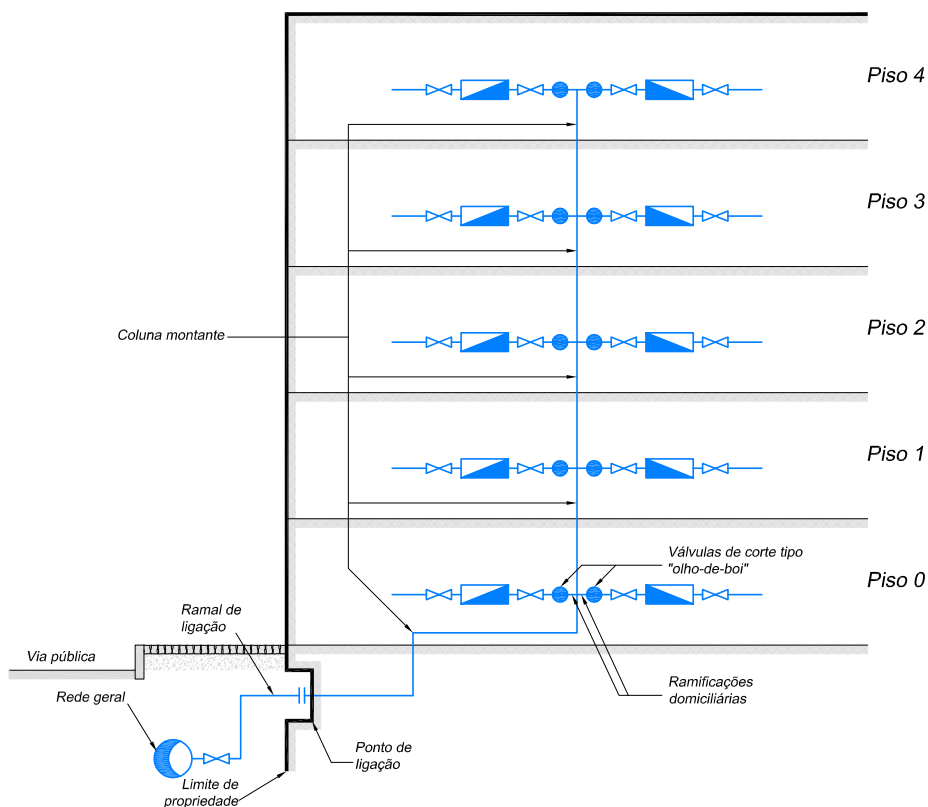 Piso 4
Piso 3
Coluna montante
Piso 2
Piso 1
Válvulas de corte tipo
"olho-de-boi"
Piso 0
Ramal de
ligação
Via pública
Rede geral
Ramificações
domiciliárias
Ponto de
ligação
Limite de
propriedade